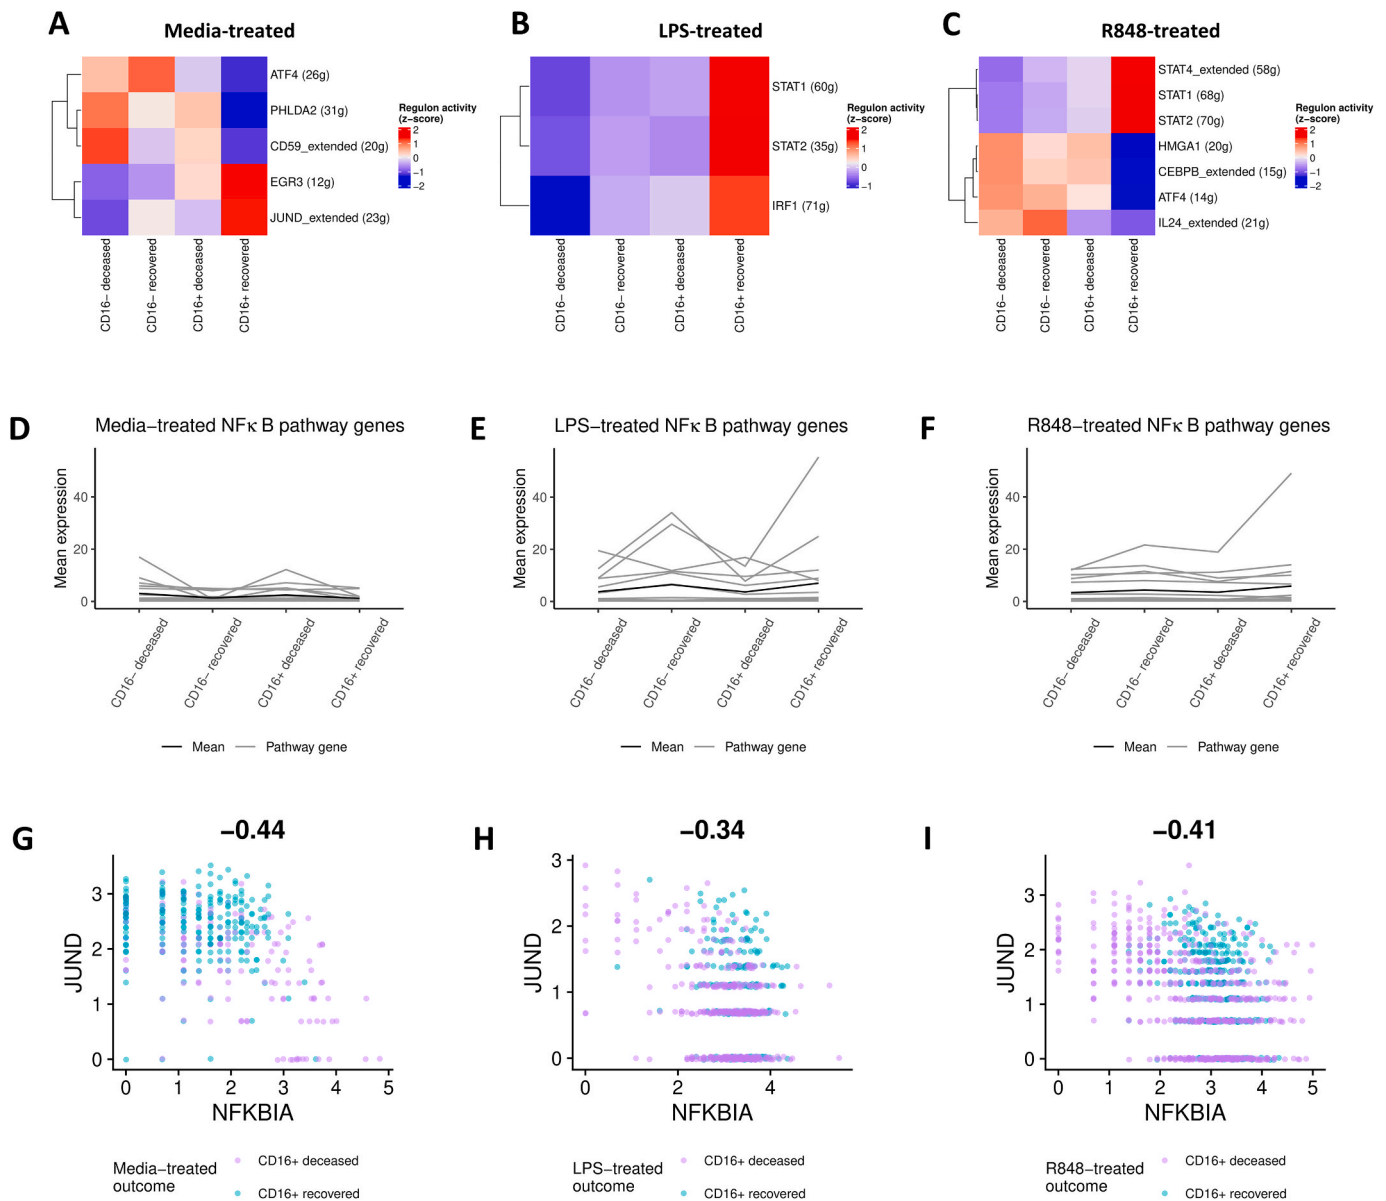 A
Media-treated
ATF4 (26g)
PHLDA2 (31g)
CD59_extended (20g)
EGR3 (12g)
JUND_extended (23g)
CD16− deceased
CD16− recovered
CD16+ deceased
CD16+ recovered
Regulon activity
(z-score)
2
1
0
−1
−2
B
LPS-treated
STAT1 (60g)
STAT2 (35g)
IRF1 (71g)
CD16− deceased
CD16− recovered
CD16+ deceased
CD16+ recovered
Regulon activity
(z-score)
2
1
0
−1
C
R848-treated
STAT4_extended (58g)
STAT1 (68g)
STAT2 (70g)
HMGA1 (20g)
CEBPB_extended (15g)
ATF4 (14g)
IL24_extended (21g)
CD16− deceased
CD16− recovered
CD16+ deceased
CD16+ recovered
Regulon activity
(z-score)
2
1
0
−1
−2
D
Media−treated NFκ B pathway genes
Mean expression
40
20
0
CD16− deceased
CD16− recovered
CD16+ deceased
CD16+ recovered
Mean
Pathway gene
E
LPS−treated NFκ B pathway genes
Mean expression
40
20
0
CD16− deceased
CD16− recovered
CD16+ deceased
CD16+ recovered
Mean
Pathway gene
F
R848−treated NFκ B pathway genes
Mean expression
40
20
0
CD16− deceased
CD16− recovered
CD16+ deceased
CD16+ recovered
Mean
Pathway gene
G
−0.44
JUND
3
2
1
0
0 1 2 3 4 5
NFKBIA
Media−treated
outcome
CD16+ deceased
CD16+ recovered
H
−0.34
JUND
3
2
1
0
0 2 4
NFKBIA
LPS−treated
outcome
CD16+ deceased
CD16+ recovered
I
−0.41
JUND
3
2
1
0
0 1 2 3 4 5
NFKBIA
R848−treated
outcome
CD16+ deceased
CD16+ recovered